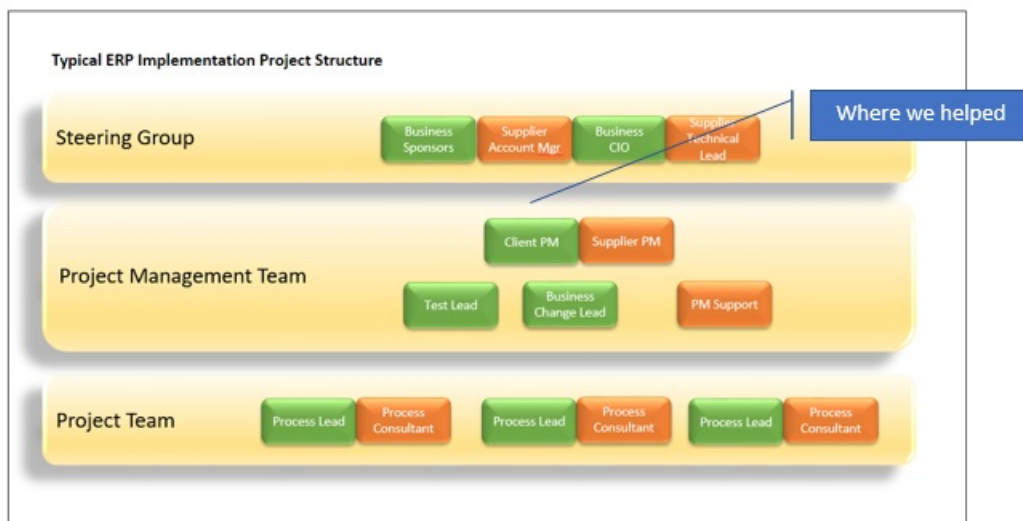 Typical ERP Implementation Project Structure
Where we helped
Steering Group
Business
Sponsors
Supplier
Account Mgr
Business
CIO
Supplier
Technical
Lead
Project Management Team
Client PM
Supplier PM
Test Lead
Business
Change Lead
PM Support
Project Team
Process Lead
Process
Consultant
Process Lead
Process
Consultant
Process Lead
Process
Consultant